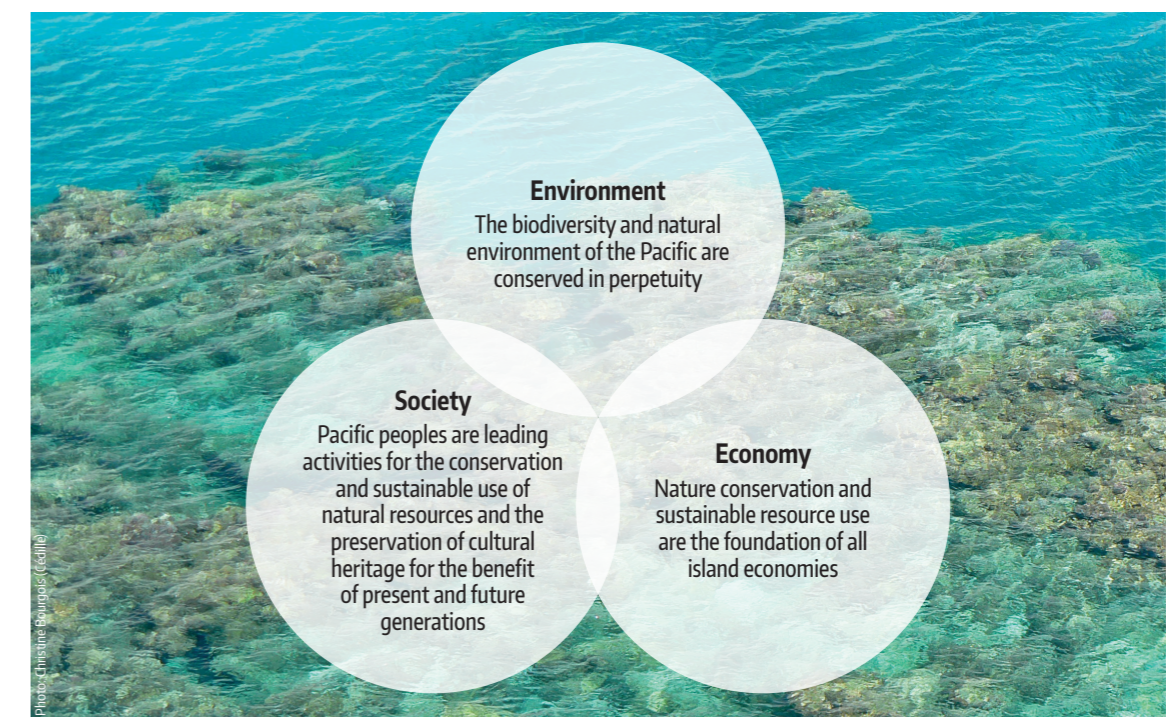 Environment
The biodiversity and natural
environment of the Pacific are
conserved in perpetuity
Society
Pacific peoples are leading
activities for the conservation
and sustainable use of
natural resources and the
preservation of cultural
heritage for the benefit
of present and future
generations
Economy
Nature conservation and
sustainable resource use
are the foundation of all
island economies
Photo: Christine Bourgois (Cédille)